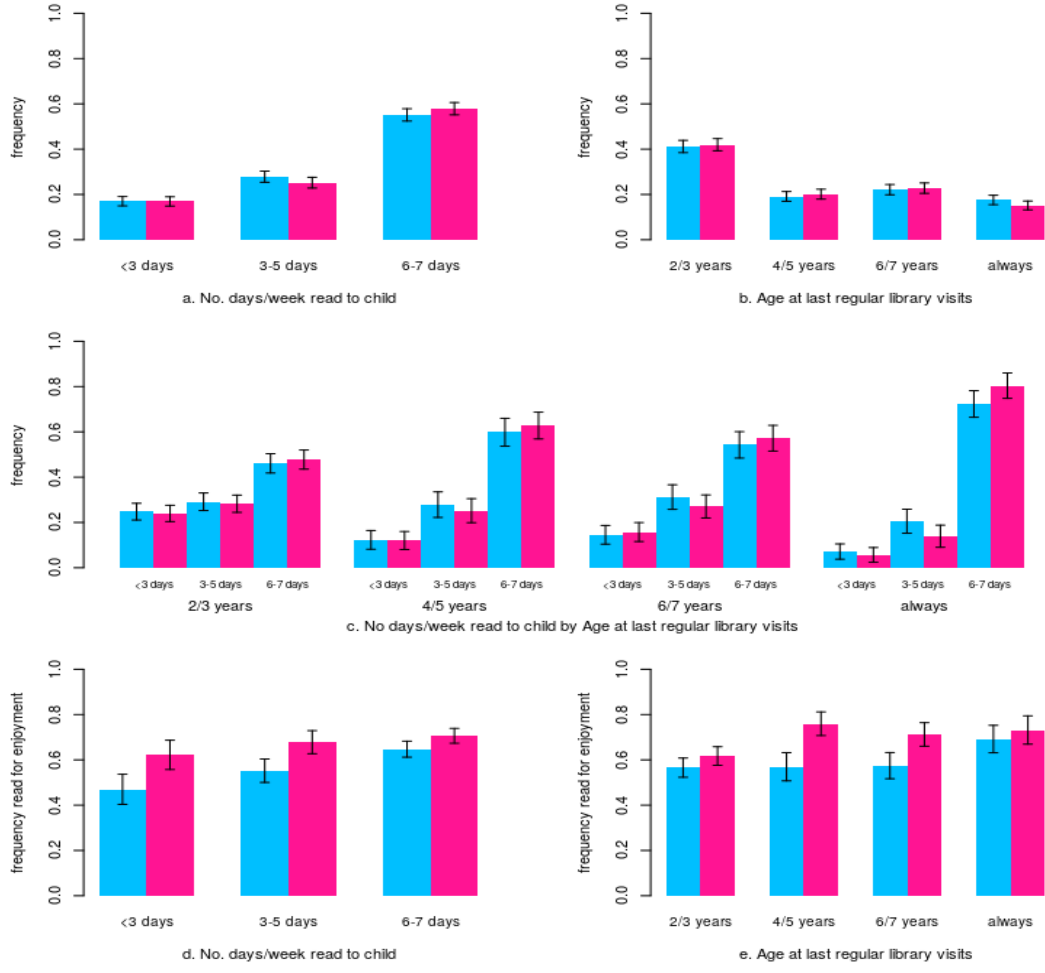 frequency
0.0 0.2 0.4 0.6 0.8 1.0
<3 days 3-5 days 6-7 days
a. No. days/week read to child
frequency
0.0 0.2 0.4 0.6 0.8 1.0
2/3 years 4/5 years 6/7 years always
b. Age at last regular library visits
frequency
0.0 0.2 0.4 0.6 0.8 1.0
<3 days 3-5 days 6-7 days <3 days 3-5 days 6-7 days <3 days 3-5 days 6-7 days <3 days 3-5 days 6-7 days
2/3 years 4/5 years 6/7 years always
c. No days/week read to child by Age at last regular library visits
frequency read for enjoyment
0.0 0.2 0.4 0.6 0.8 1.0
<3 days 3-5 days 6-7 days
d. No. days/week read to child
frequency read for enjoyment
0.0 0.2 0.4 0.6 0.8 1.0
2/3 years 4/5 years 6/7 years always
e. Age at last regular library visits